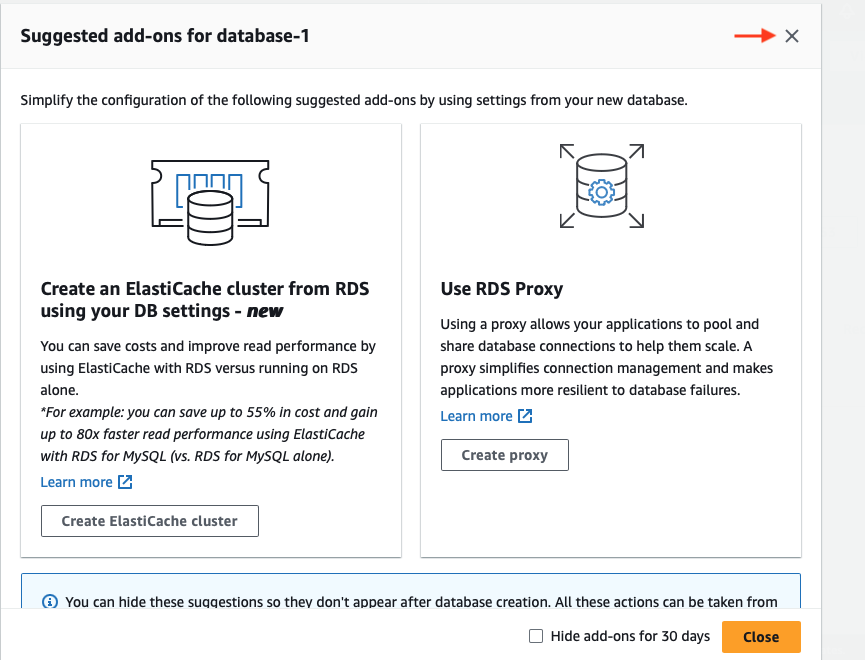 Suggested add-ons for database-1
Simplify the configuration of the following suggested add-ons by using settings from your new database.
Create an ElastiCache cluster from RDS
using your DB settings - new
You can save costs and improve read performance by
using ElastiCache with RDS versus running on RDS
alone.
*For example: you can save up to 55% in cost and gain
up to 80x faster read performance using ElastiCache
with RDS for MySQL (vs. RDS for MySQL alone).
Learn more
Create ElastiCache cluster
Use RDS Proxy
Using a proxy allows your applications to pool and
share database connections to help them scale. A
proxy simplifies connection management and makes
applications more resilient to database failures.
Learn more
Create proxy
You can hide these suggestions so they don't appear after database creation. All these actions can be taken from
Hide add-ons for 30 days
Close